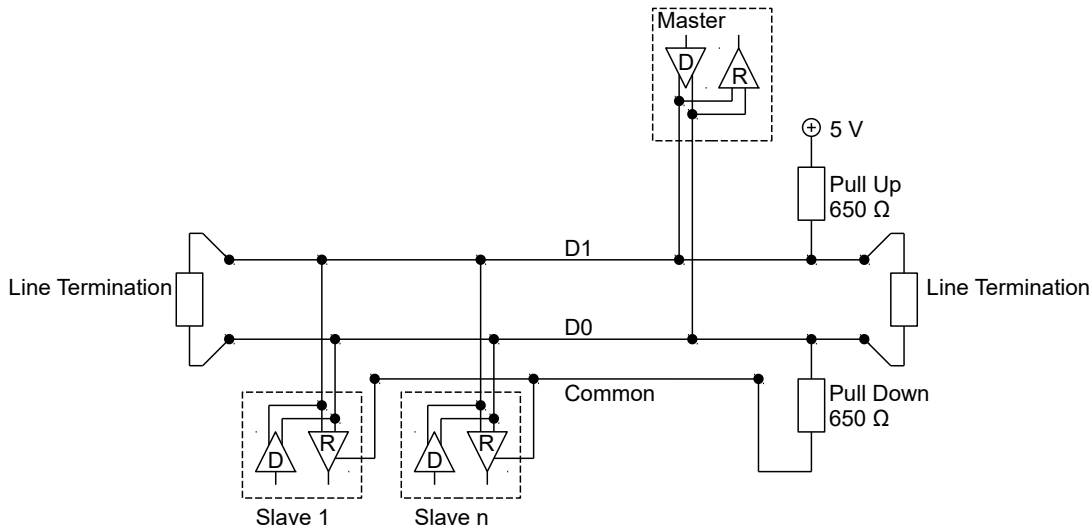 Master
D
R
5 V
Pull Up
650 Ω
D1
Line Termination
Line Termination
D0
Common
Pull Down
650 Ω
R
D
R
D
Slave 1
Slave n